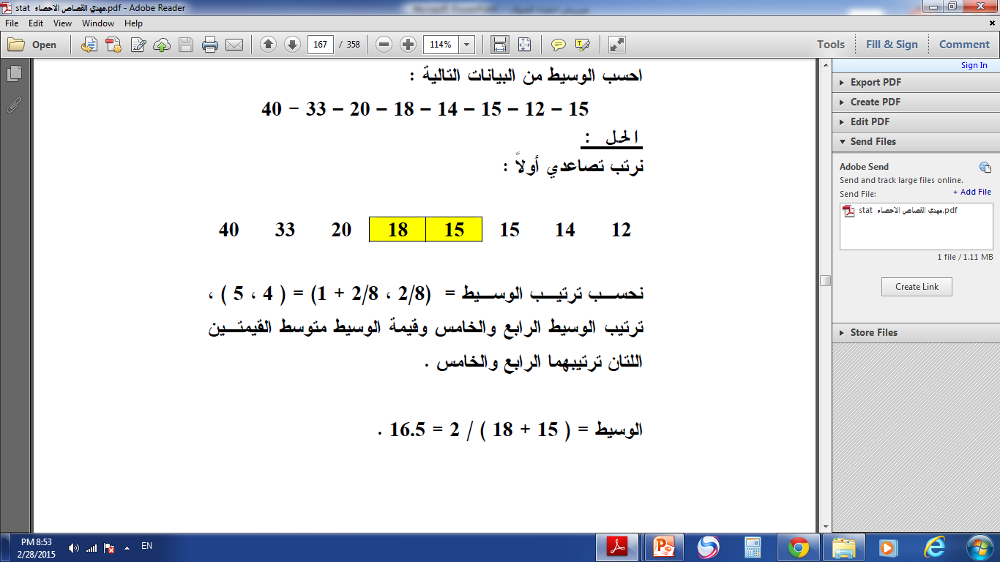 stat مهدي القصاص الاحصاء.pdf - Adobe Reader
File Edit View Window Help
Open 167 / 358 114% Tools Fill & Sign Comment
احسب الوسيط من البيانات التالية :
15 – 12 – 15 – 14 – 18 – 20 – 33 – 40
الحل :
نرتب تصاعدي أولاً :
12 14 15 15 18 20 33 40
نحسب ترتيب الوسيط = (2/8 ، 2/8 + 1) = ( 4 ، 5 ) ،
ترتيب الوسيط الرابع والخامس وقيمة الوسيط متوسط القيمتين
اللتان ترتيبهما الرابع والخامس .
الوسيط = ( 15 + 18 ) / 2 = 16.5 .
Sign In
Export PDF
Create PDF
Edit PDF
Send Files
Adobe Send
Send and track large files online.
Send File:
+ Add File
stat مهدي القصاص الاحصاء.pdf
1 file / 1.11 MB
Create Link
Store Files
PM 8:53
2/28/2015
EN